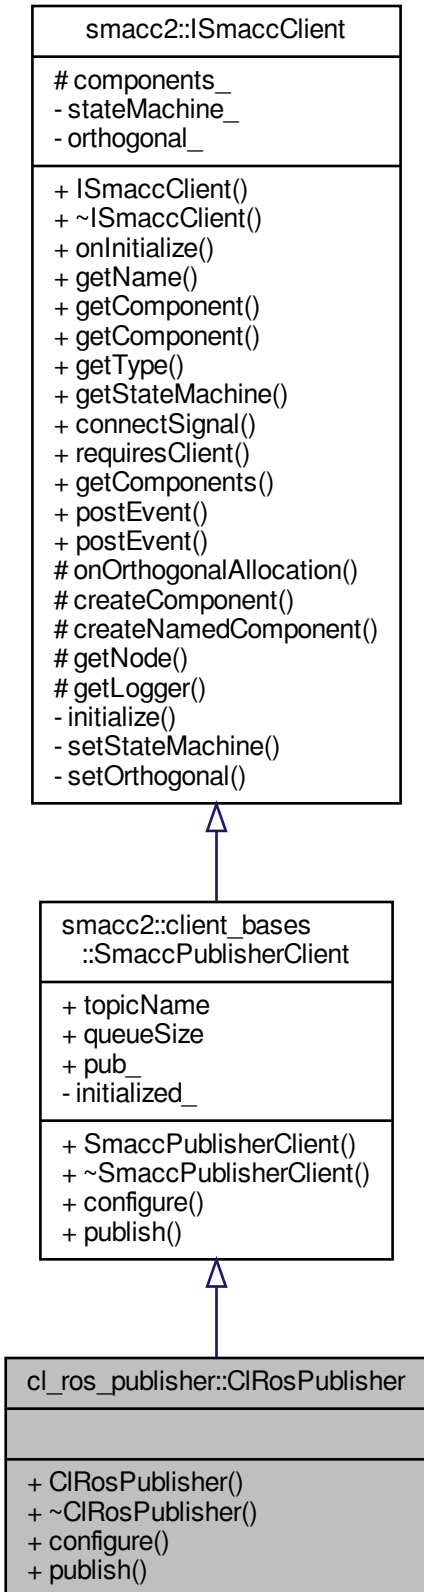 smacc2::ISmaccClient
# components_
- stateMachine_
- orthogonal_
+ ISmaccClient()
+ ~ISmaccClient()
+ onInitialize()
+ getName()
+ getComponent()
+ getComponent()
+ getType()
+ getStateMachine()
+ connectSignal()
+ requiresClient()
+ getComponents()
+ postEvent()
+ postEvent()
# onOrthogonalAllocation()
# createComponent()
# createNamedComponent()
# getNode()
# getLogger()
- initialize()
- setStateMachine()
- setOrthogonal()
smacc2::client_bases
::SmaccPublisherClient
+ topicName
+ queueSize
+ pub_
- initialized_
+ SmaccPublisherClient()
+ ~SmaccPublisherClient()
+ configure()
+ publish()
cl_ros_publisher::ClRosPublisher
+ ClRosPublisher()
+ ~ClRosPublisher()
+ configure()
+ publish()